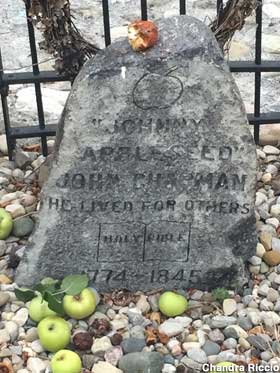 "JOHNNY
APPLESEED"
JOHN CHAPMAN
HE LIVED FOR OTHERS
HOLY BIBLE
1774-1845
Chandra Riccio